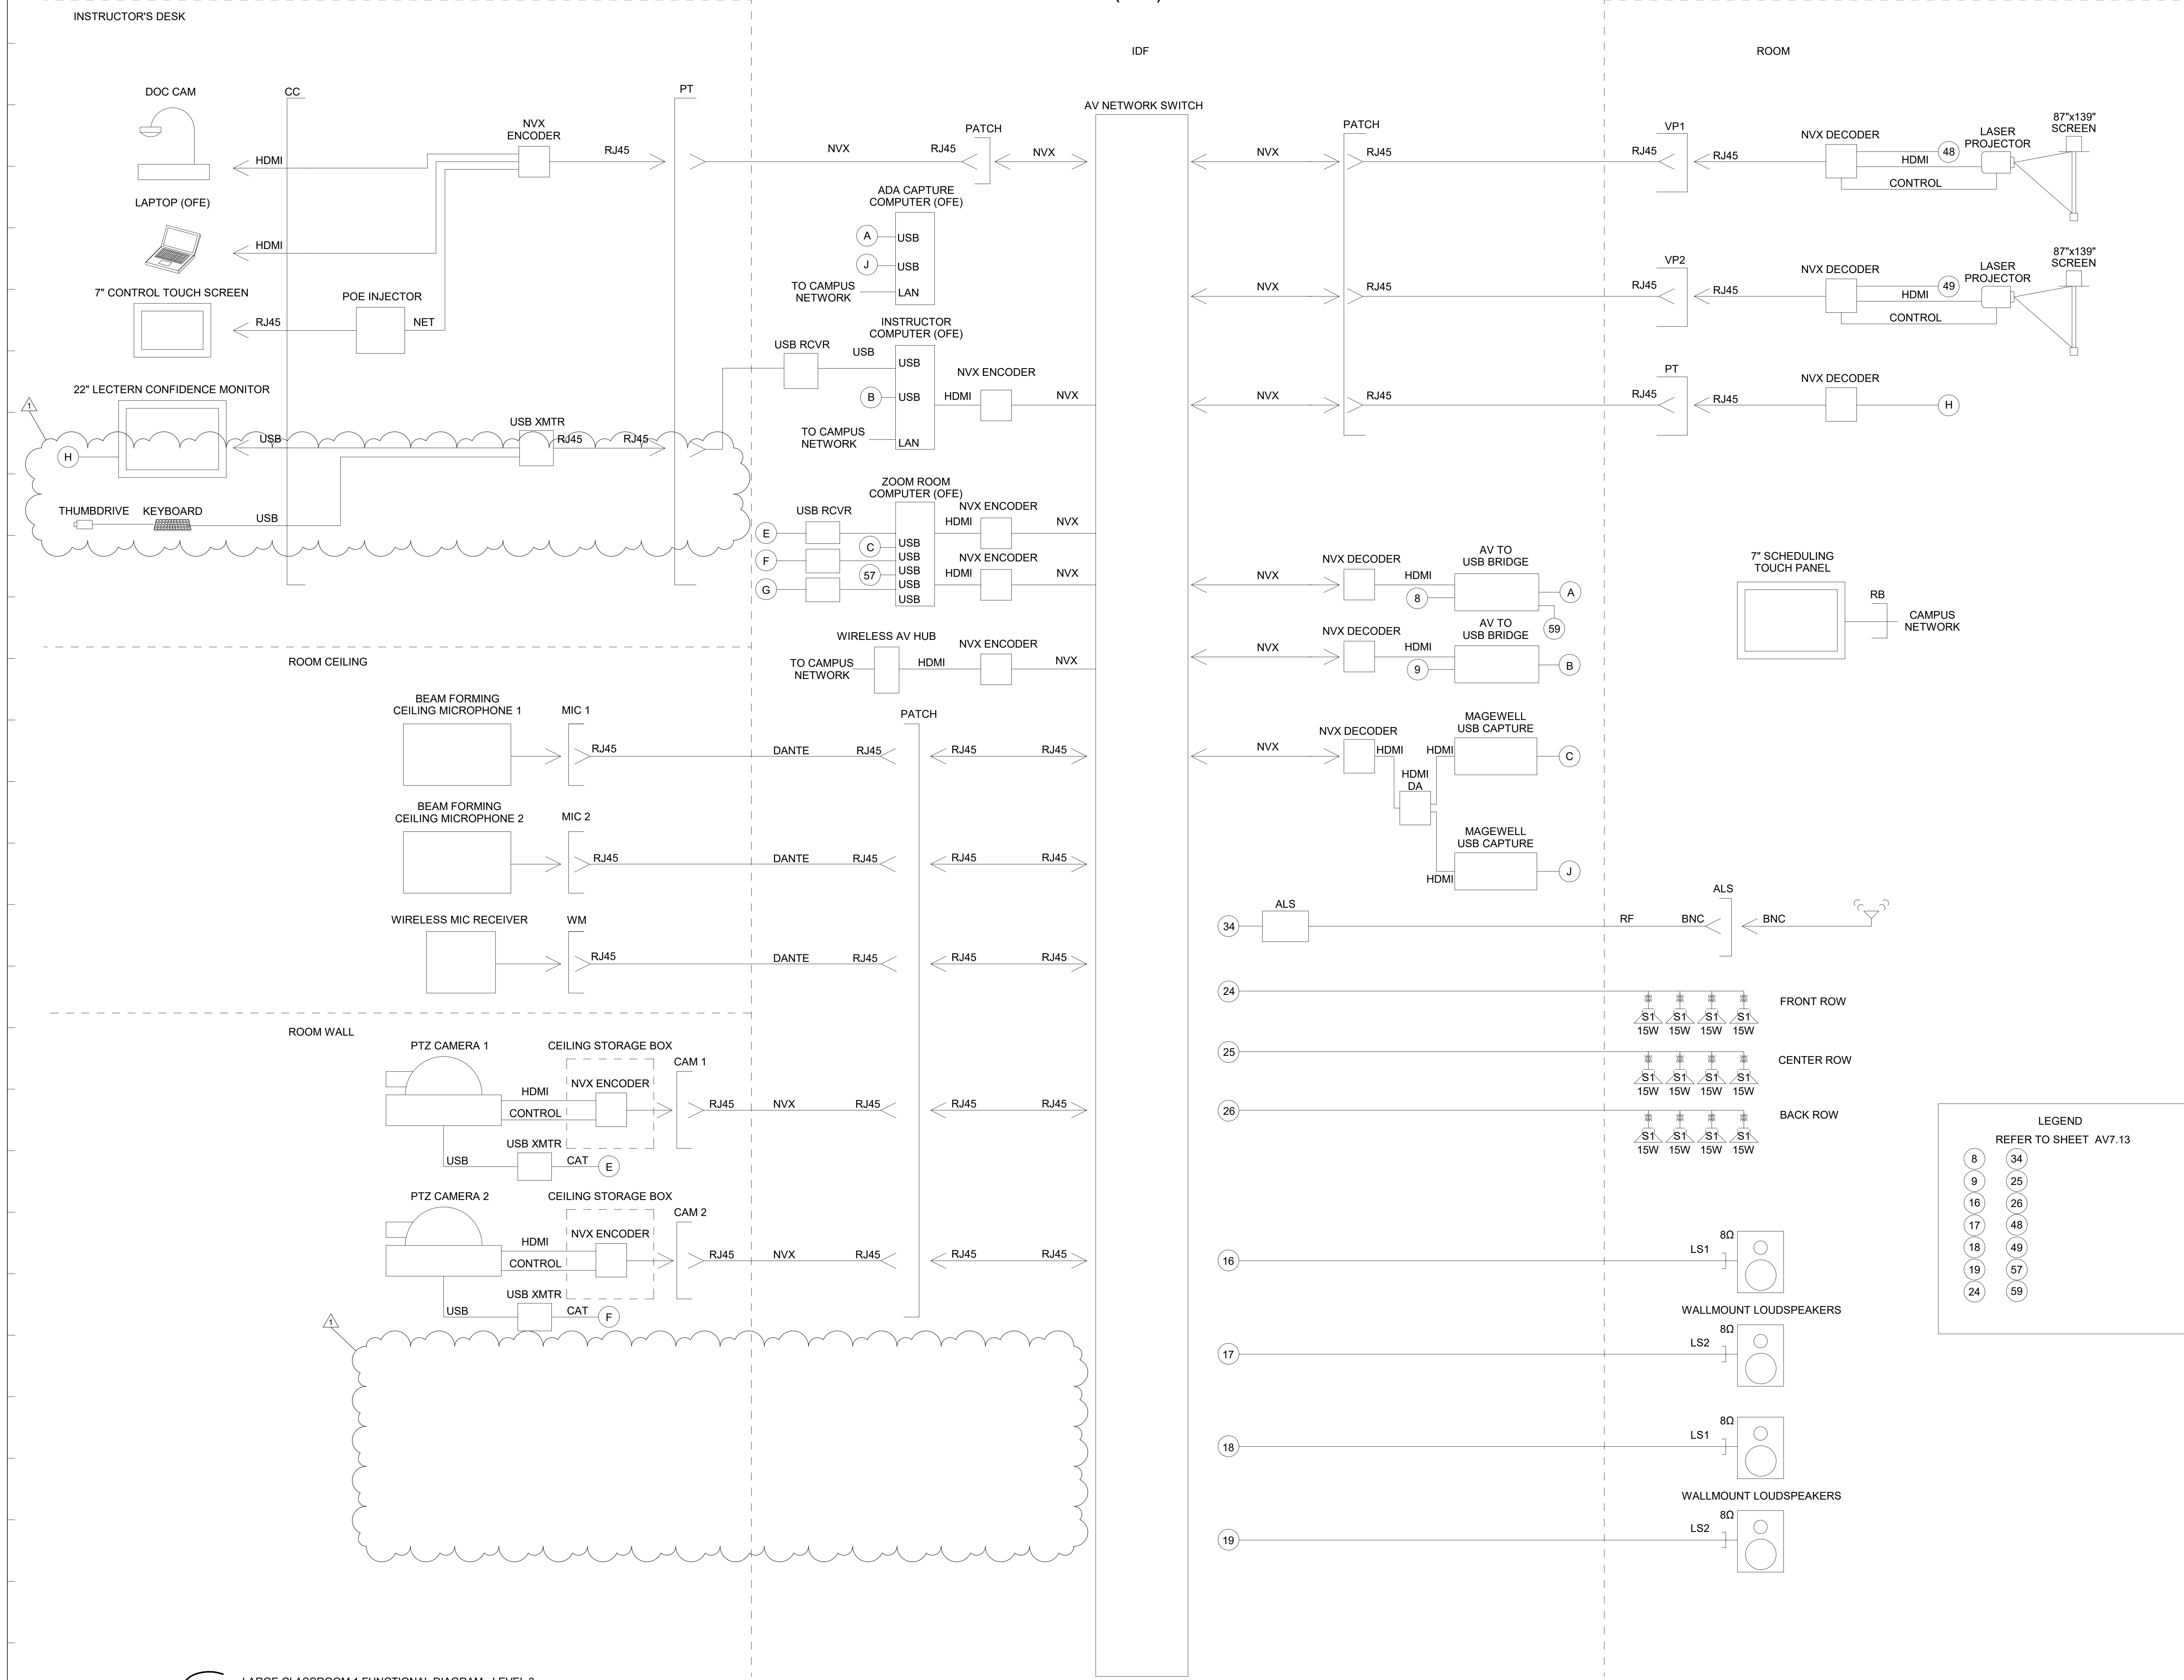 INSTRUCTOR'S DESK
IDF
ROOM
DOC CAM
CC
NVX
ENCODER
HDMI
RJ45
PT
NVX
RJ45
PATCH
NVX
AV NETWORK SWITCH
NVX
PATCH
RJ45
RJ45
VP1
RJ45
NVX DECODER
48
HDMI
CONTROL
LASER
PROJECTOR
87"x139"
SCREEN
LAPTOP (OFE)
HDMI
ADA CAPTURE
COMPUTER (OFE)
A
USB
J
USB
TO CAMPUS
NETWORK
LAN
NVX
RJ45
RJ45
VP2
RJ45
NVX DECODER
49
HDMI
CONTROL
LASER
PROJECTOR
87"x139"
SCREEN
7" CONTROL TOUCH SCREEN
RJ45
POE INJECTOR
NET
INSTRUCTOR
COMPUTER (OFE)
USB RCVR
USB
USB
B
USB
TO CAMPUS
NETWORK
LAN
HDMI
NVX ENCODER
NVX
NVX
RJ45
RJ45
PT
RJ45
NVX DECODER
H
22" LECTERN CONFIDENCE MONITOR
1
H
USB
USB XMTR
RJ45
RJ45
THUMBDRIVE
KEYBOARD
USB
ZOOM ROOM
COMPUTER (OFE)
USB RCVR
E
F
G
C
57
USB
USB
USB
USB
USB
HDMI
NVX ENCODER
NVX
HDMI
NVX ENCODER
NVX
NVX
NVX DECODER
HDMI
8
AV TO
USB BRIDGE
A
59
7" SCHEDULING
TOUCH PANEL
RB
CAMPUS
NETWORK
WIRELESS AV HUB
TO CAMPUS
NETWORK
HDMI
NVX ENCODER
NVX
NVX
NVX DECODER
HDMI
9
AV TO
USB BRIDGE
B
ROOM CEILING
BEAM FORMING
CEILING MICROPHONE 1
MIC 1
RJ45
DANTE
RJ45
PATCH
RJ45
RJ45
NVX
NVX DECODER
HDMI
HDMI
DA
HDMI
MAGEWELL
USB CAPTURE
C
BEAM FORMING
CEILING MICROPHONE 2
MIC 2
RJ45
DANTE
RJ45
RJ45
RJ45
MAGEWELL
USB CAPTURE
HDMI
J
WIRELESS MIC RECEIVER
WM
RJ45
DANTE
RJ45
RJ45
RJ45
34
ALS
RF
BNC
ALS
BNC
24
S1 S1 S1 S1
15W 15W 15W 15W
FRONT ROW
ROOM WALL
PTZ CAMERA 1
CEILING STORAGE BOX
NVX ENCODER
HDMI
CONTROL
CAM 1
RJ45
NVX
RJ45
RJ45
RJ45
USB
USB XMTR
CAT
E
25
S1 S1 S1 S1
15W 15W 15W 15W
CENTER ROW
26
S1 S1 S1 S1
15W 15W 15W 15W
BACK ROW
LEGEND
REFER TO SHEET AV7.13
8 34
9 25
16 26
17 48
18 49
19 57
24 59
PTZ CAMERA 2
CEILING STORAGE BOX
NVX ENCODER
HDMI
CONTROL
CAM 2
RJ45
NVX
RJ45
RJ45
RJ45
USB
USB XMTR
CAT
F
1
16
LS1
8Ω
WALLMOUNT LOUDSPEAKERS
17
LS2
8Ω
18
LS1
8Ω
WALLMOUNT LOUDSPEAKERS
19
LS2
8Ω